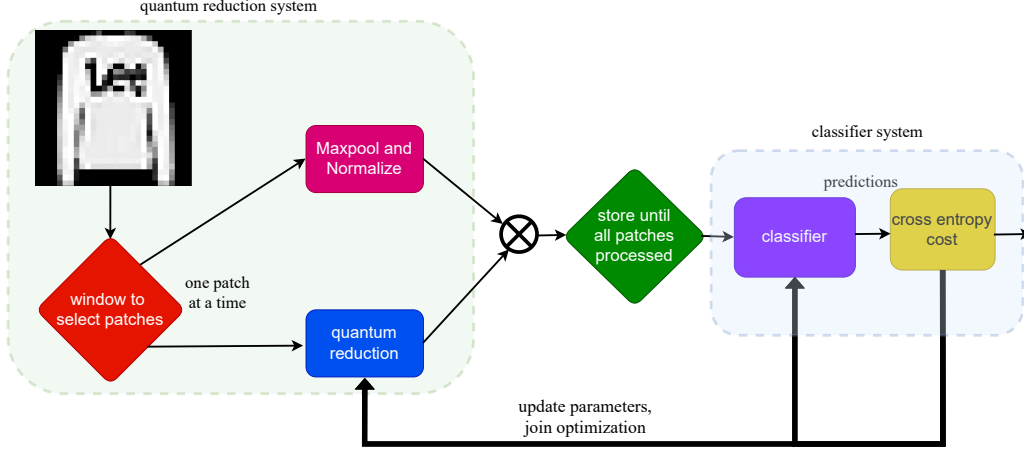 quantum reduction system
Lee
Maxpool and
Normalize
window to
select patches
one patch
at a time
quantum
reduction
store until
all patches
processed
classifier system
predictions
classifier
cross entropy
cost
update parameters,
join optimization